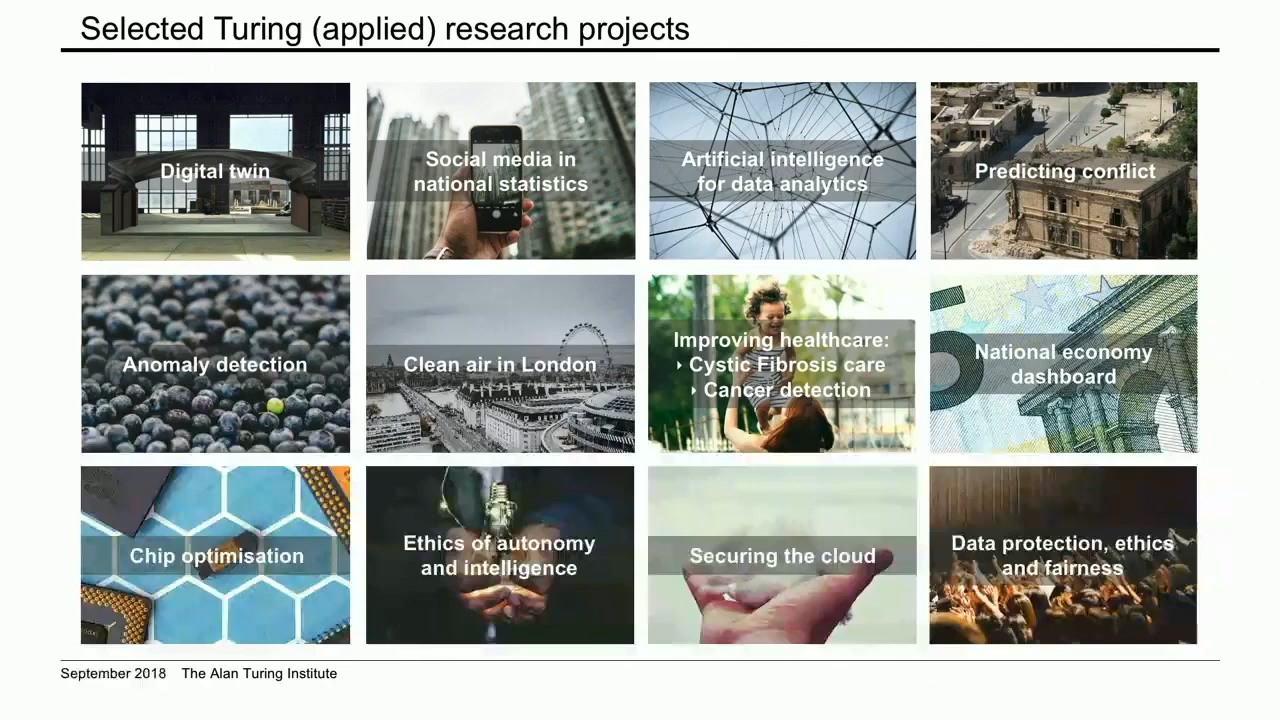 Selected Turing (applied) research projects
Digital twin
Social media in
national statistics
Artificial intelligence
for data analytics
Predicting conflict
Anomaly detection
Clean air in London
Improving healthcare:
‣ Cystic Fibrosis care
‣ Cancer detection
National economy
dashboard
Chip optimisation
Ethics of autonomy
and intelligence
Securing the cloud
Data protection, ethics
and fairness
September 2018 The Alan Turing Institute